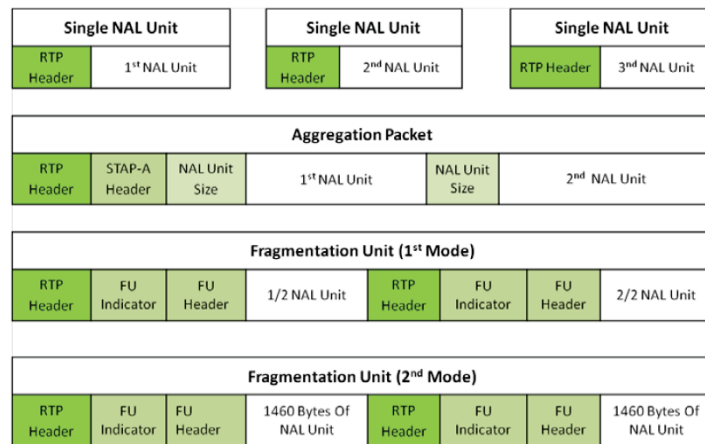 Single NAL Unit Single NAL Unit Single NAL Unit
RTP Header 1st NAL Unit RTP Header 2nd NAL Unit RTP Header 3nd NAL Unit
Aggregation Packet
RTP Header STAP-A Header NAL Unit Size 1st NAL Unit NAL Unit Size 2nd NAL Unit
Fragmentation Unit (1st Mode)
RTP Header FU Indicator FU Header 1/2 NAL Unit RTP Header FU Indicator FU Header 2/2 NAL Unit
Fragmentation Unit (2nd Mode)
RTP Header FU Indicator FU Header 1460 Bytes Of NAL Unit RTP Header FU Indicator FU Header 1460 Bytes Of NAL Unit